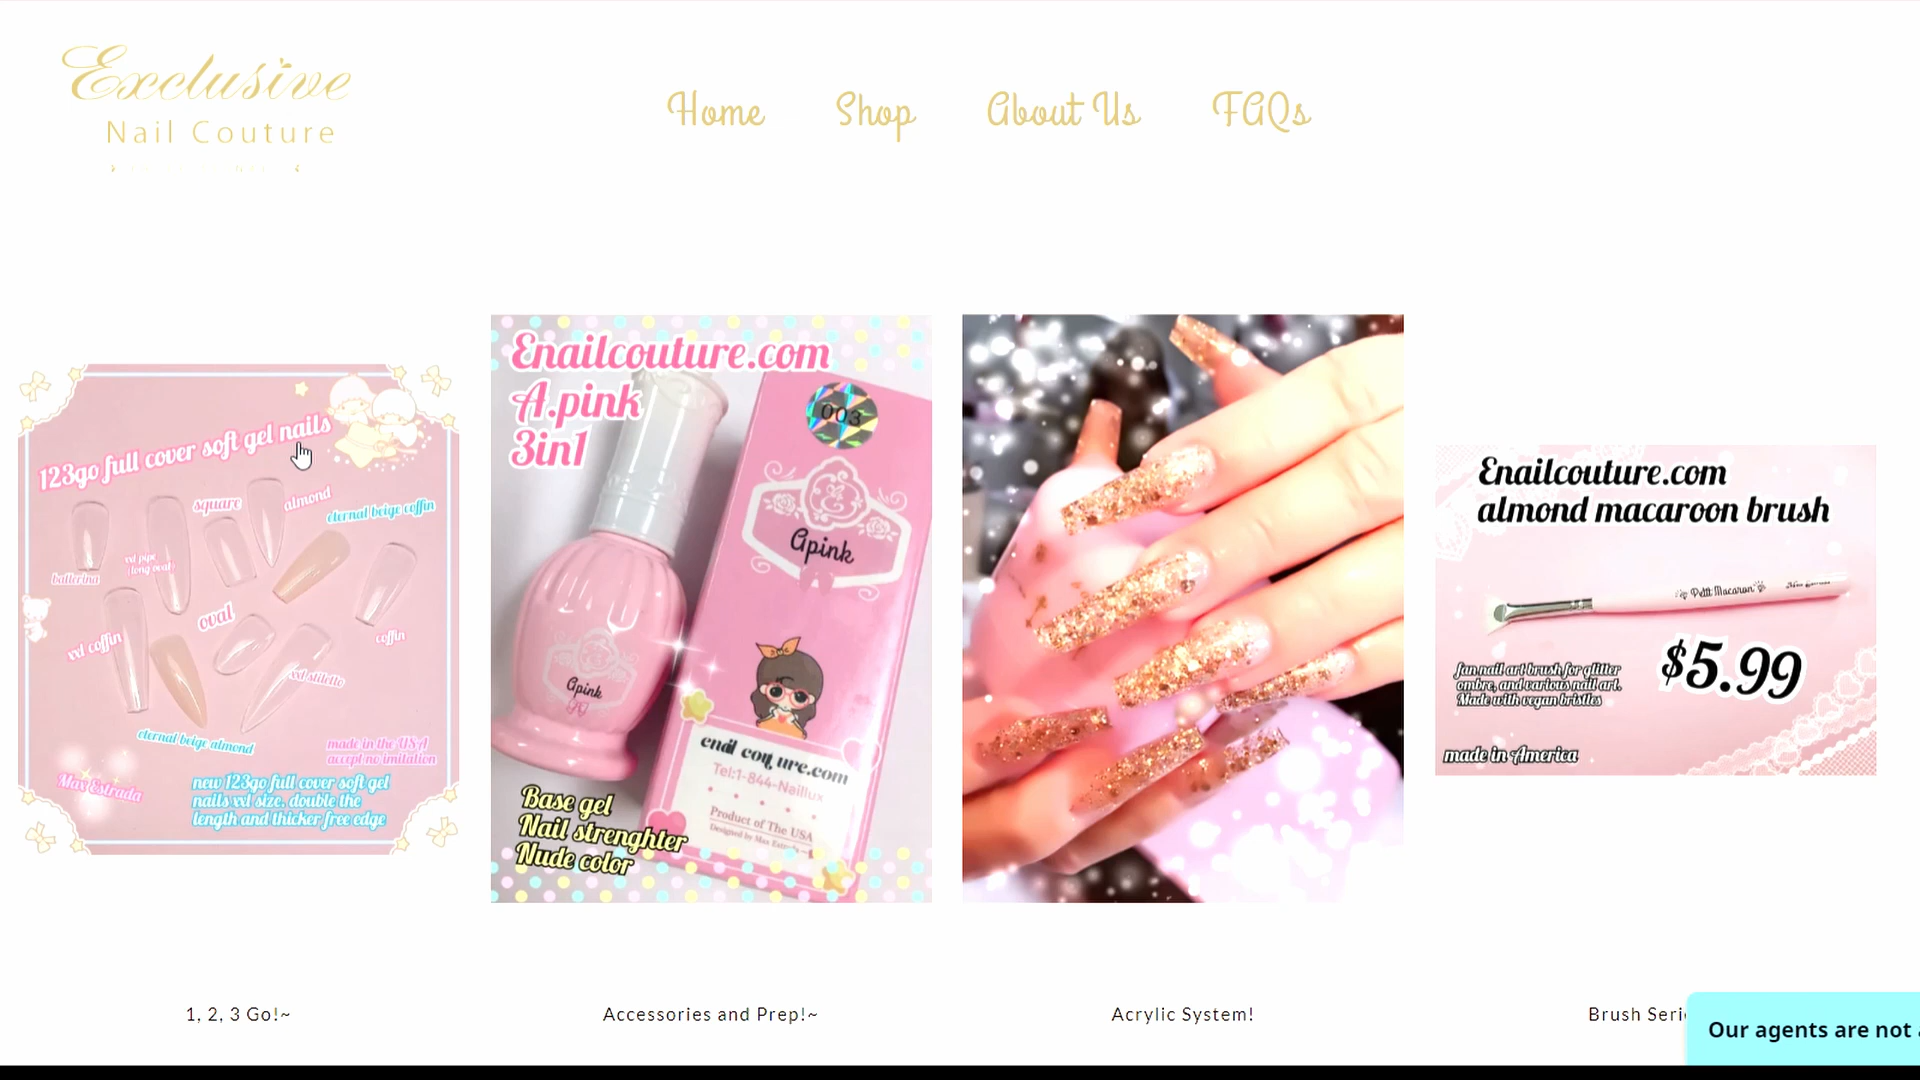 Exclusive
Nail Couture
Home
Shop
About Us
FAQs
123go full cover soft gel nails
square
almond
eternal beige coffin
ballerina
xxl pipe
(long oval)
oval
xxl coffin
coffin
xxl stiletto
eternal beige almond
made in the USA
accept no imitation
Max Estrada
new 123go full cover soft gel
nails xxl size. double the
length and thicker free edge
Enailcouture.com
A.pink
3in1
003
Apink
Apink
enail couture.com
Tel:1-844-Naillux
Product of The USA
Base gel
Nail strenghter
Nude color
Enailcouture.com
almond macaroon brush
Petit Macaron
$5.99
fan nail art brush for glitter
ombre, and various nail art.
Made with vegan bristles
made in America
1, 2, 3 Go!~
Accessories and Prep!~
Acrylic System!
Brush Seri
Our agents are not